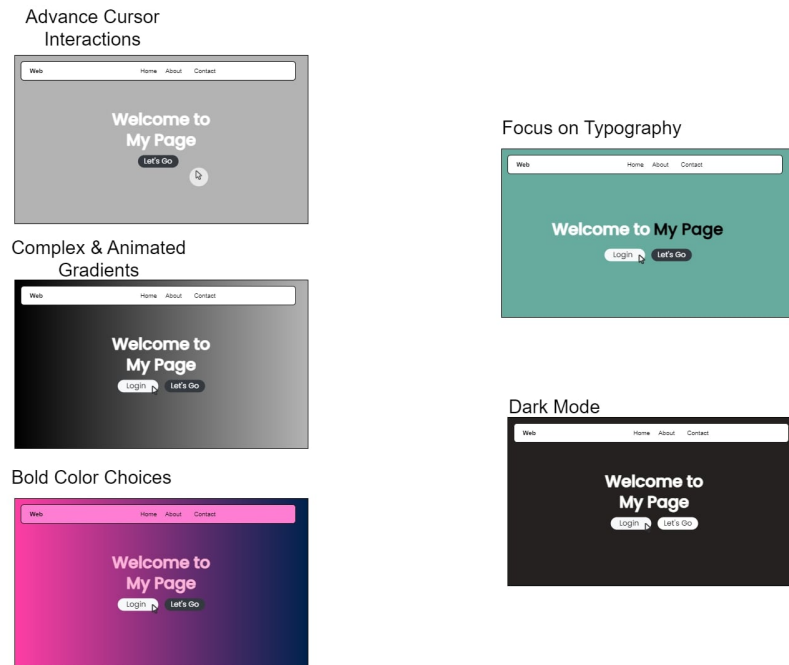 Advance Cursor
Interactions
Web Home About Contact
Welcome to
My Page
Let's Go
Complex & Animated
Gradients
Web Home About Contact
Welcome to
My Page
Login Let's Go
Bold Color Choices
Web Home About Contact
Welcome to
My Page
Login Let's Go
Focus on Typography
Web Home About Contact
Welcome to My Page
Login Let's Go
Dark Mode
Web Home About Contact
Welcome to
My Page
Login Let's Go